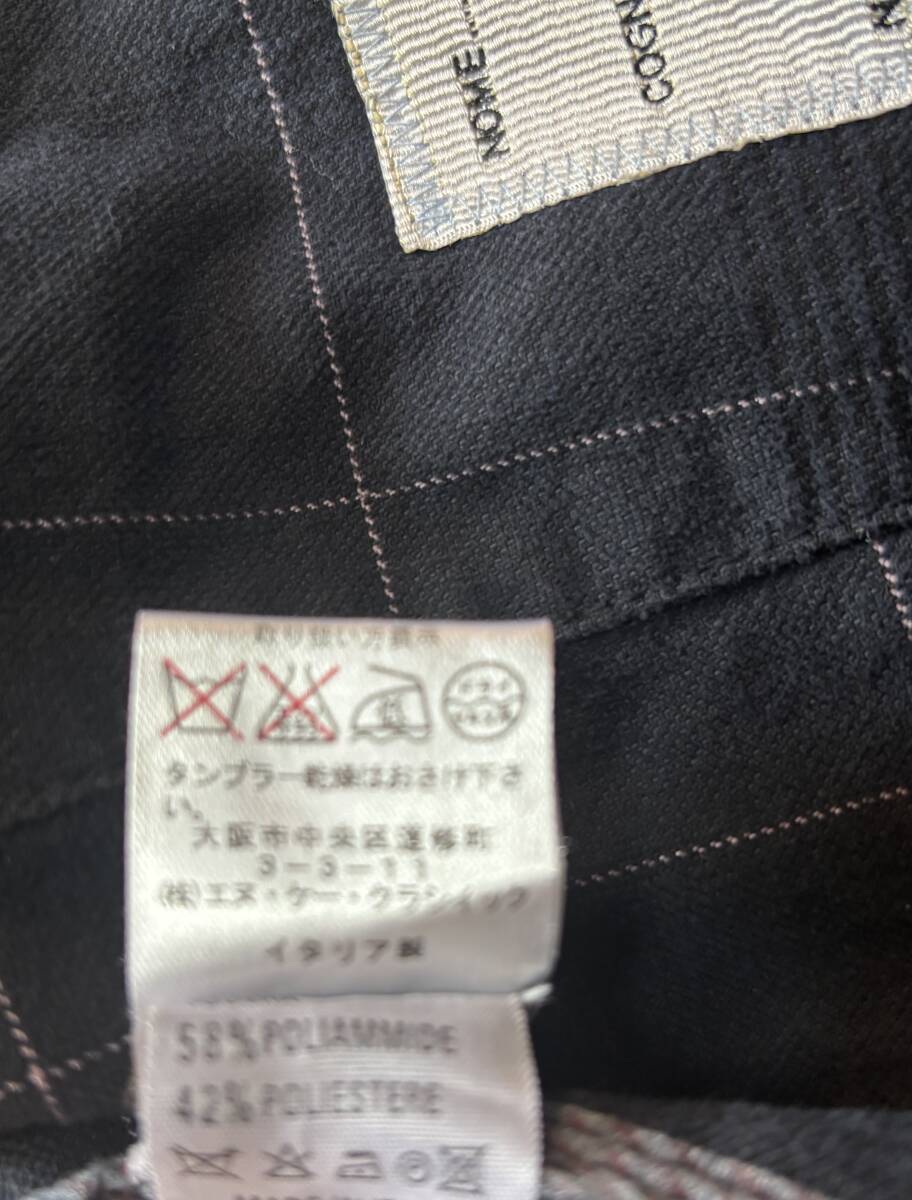 NOME
COGN
N
取り扱い方表示
タンブラー乾燥はおさけ下さ
い。
大阪市中央区道修町
3-3-11
(株)エヌ・ケー・クラシィック
イタリア製
58% POLIAMMIDE
42% POLIESTERE